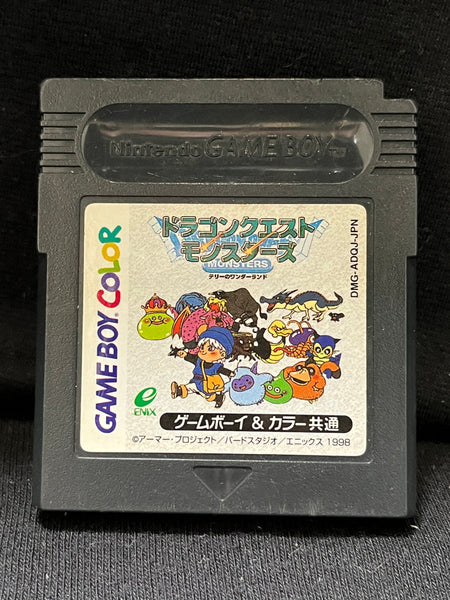 Nintendo GAME BOY
ドラゴンクエスト
モンスターズ
MONSTERS
テリーのワンダーランド
DMG-ADQJ-JPN
GAME BOY COLOR
ENIX
ゲームボーイ & カラー共通
©アーマー・プロジェクト／バードスタジオ／エニックス 1998